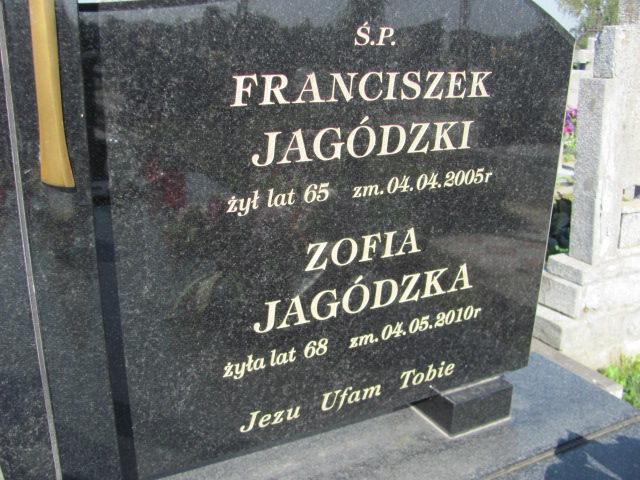 Ś.P.
FRANCISZEK
JAGÓDZKI
żył lat 65 zm.04.04.2005r
ZOFIA
JAGÓDZKA
żyła lat 68 zm.04.05.2010r
Jezu Ufam Tobie